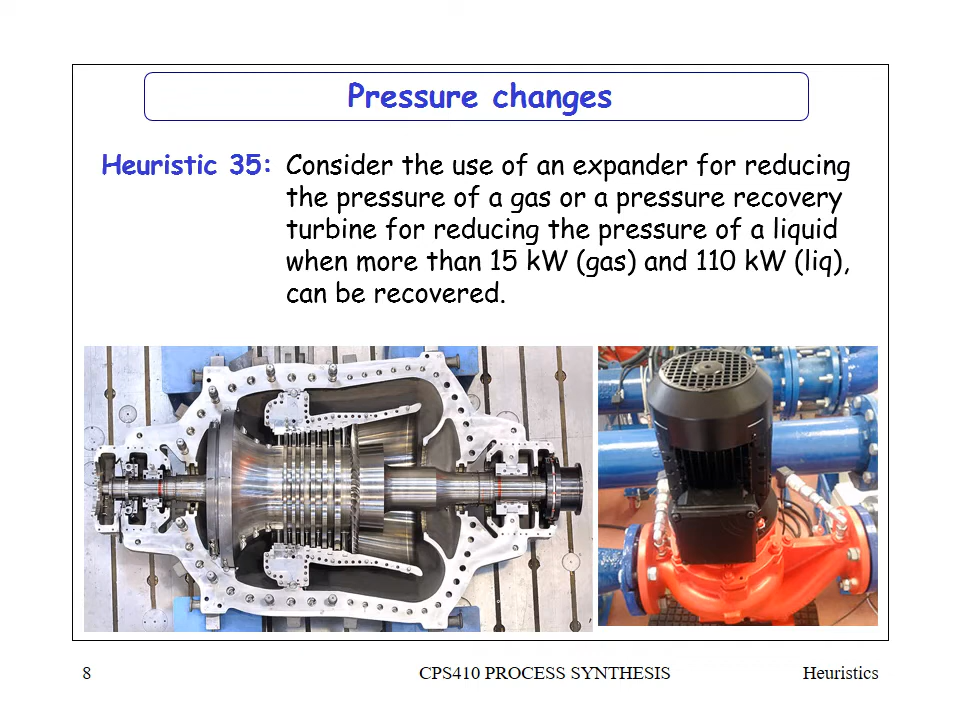 Pressure changes
Heuristic 35: Consider the use of an expander for reducing
the pressure of a gas or a pressure recovery
turbine for reducing the pressure of a liquid
when more than 15 kW (gas) and 110 kW (liq),
can be recovered.
8 CPS410 PROCESS SYNTHESIS Heuristics